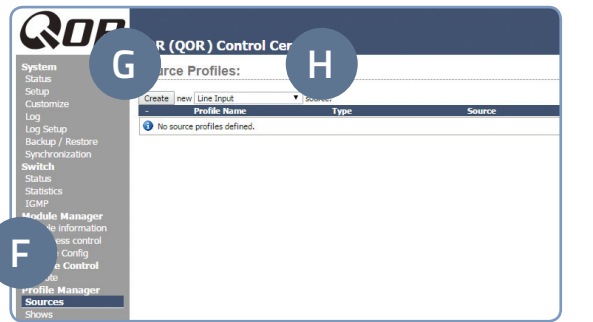 QOR
R (QOR) Control Cen
G
H
System
Status
Setup
Customize
Log
Log Setup
Backup / Restore
Synchronization
Switch
Status
Statistics
IGMP
Module Manager
le information
ess control
Config
e Control
ote
Profile Manager
Sources
Shows
F
urce Profiles:
Create new Line Input source:
- Profile Name Type Source
No source profiles defined.